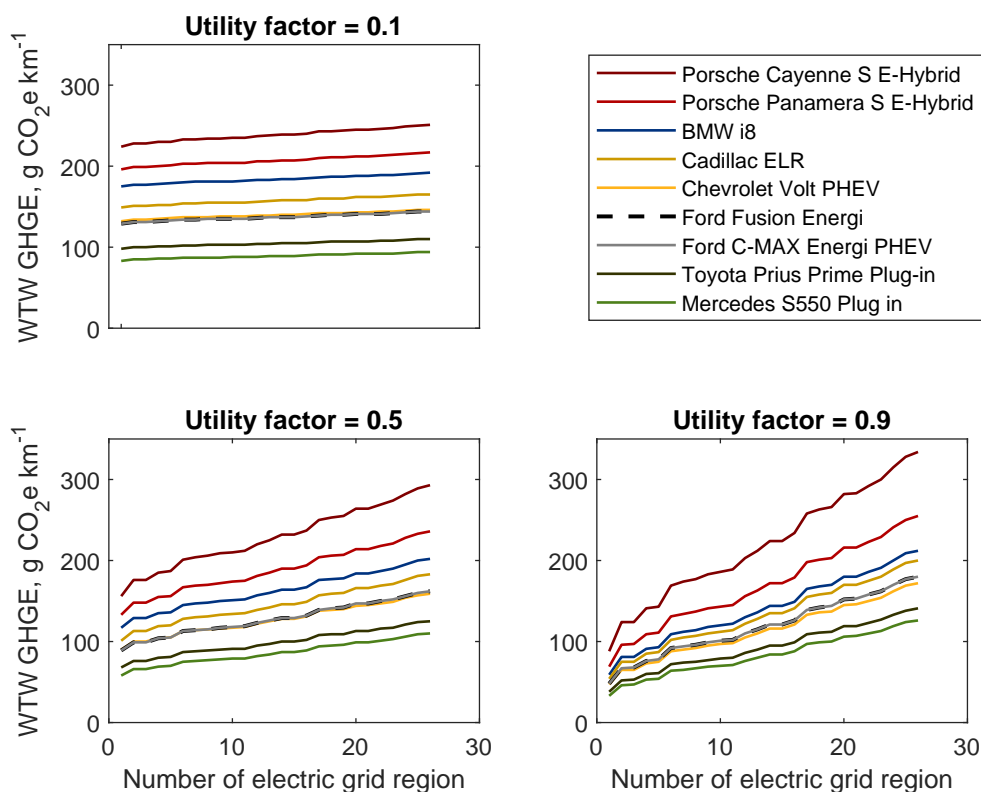 Utility factor = 0.1
WTW GHGE, g CO₂e km⁻¹
300
200
100
0
0
10
20
30
Porsche Cayenne S E-Hybrid
Porsche Panamera S E-Hybrid
BMW i8
Cadillac ELR
Chevrolet Volt PHEV
Ford Fusion Energi
Ford C-MAX Energi PHEV
Toyota Prius Prime Plug-in
Mercedes S550 Plug in
Utility factor = 0.5
WTW GHGE, g CO₂e km⁻¹
300
200
100
0
0
10
20
30
Number of electric grid region
Utility factor = 0.9
300
200
100
0
0
10
20
30
Number of electric grid region